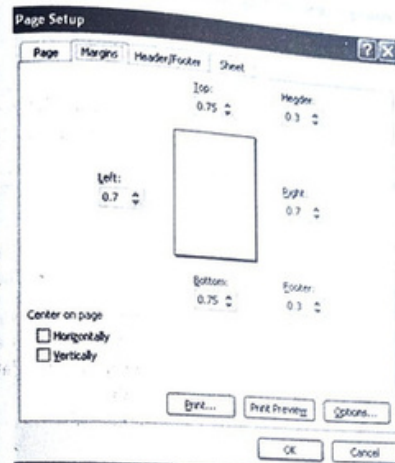 Page Setup
? X
Page Margins Header/Footer Sheet
Top: Header:
0.75 0.3
Left: Right:
0.7 0.7
Bottom: Footer:
0.75 0.3
Center on page
Horizontally
Vertically
Print... Print Preview Options...
OK Cancel